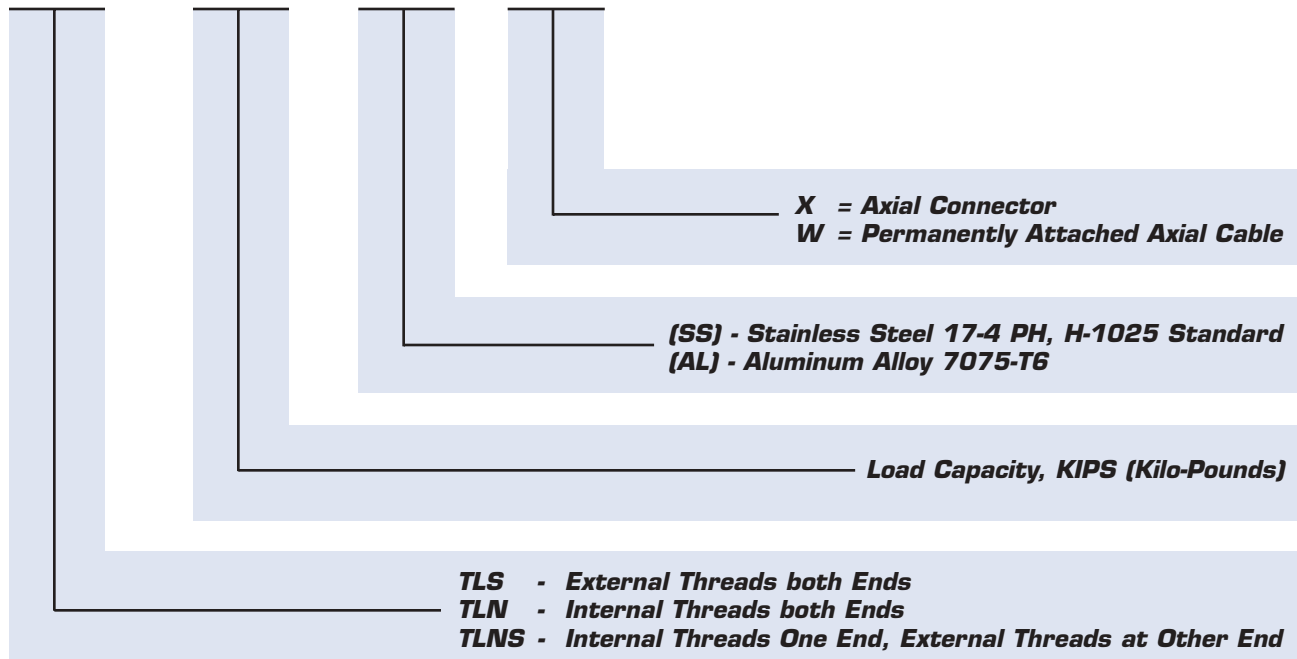 X = Axial Connector
W = Permanently Attached Axial Cable
(SS) - Stainless Steel 17-4 PH, H-1025 Standard
(AL) - Aluminum Alloy 7075-T6
Load Capacity, KIPS (Kilo-Pounds)
TLS - External Threads both Ends
TLN - Internal Threads both Ends
TLNS - Internal Threads One End, External Threads at Other End